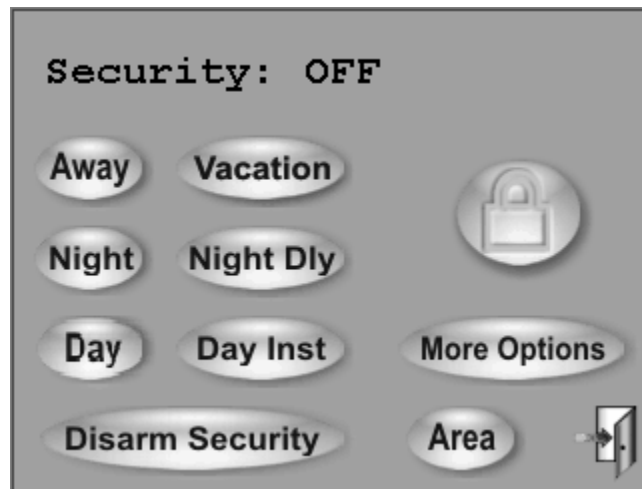 Security: OFF
Away
Vacation
Night
Night Dly
Day
Day Inst
More Options
Disarm Security
Area